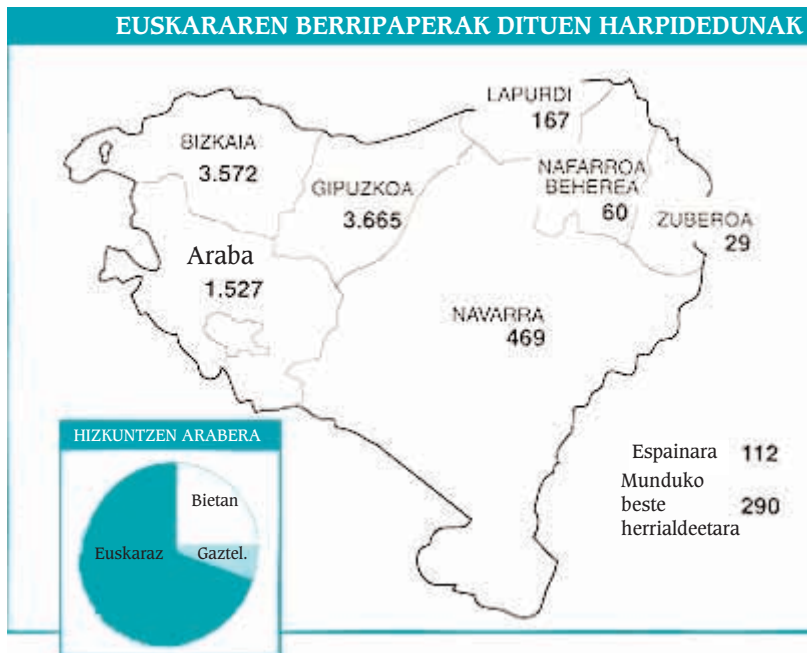 EUSKARAREN BERRIPAPERAK DITUEN HARPIDEDUNAK
LAPURDI
167
BIZKAIA
3.572
GIPUZKOA
3.665
NAFARROA
BEHEREA
60
ZUBEROA
29
Araba
1.527
NAVARRA
469
HIZKUNTZEN ARABERA
Bietan
Euskaraz
Gaztel.
Espainara 112
Munduko
beste 290
herrialdeetara